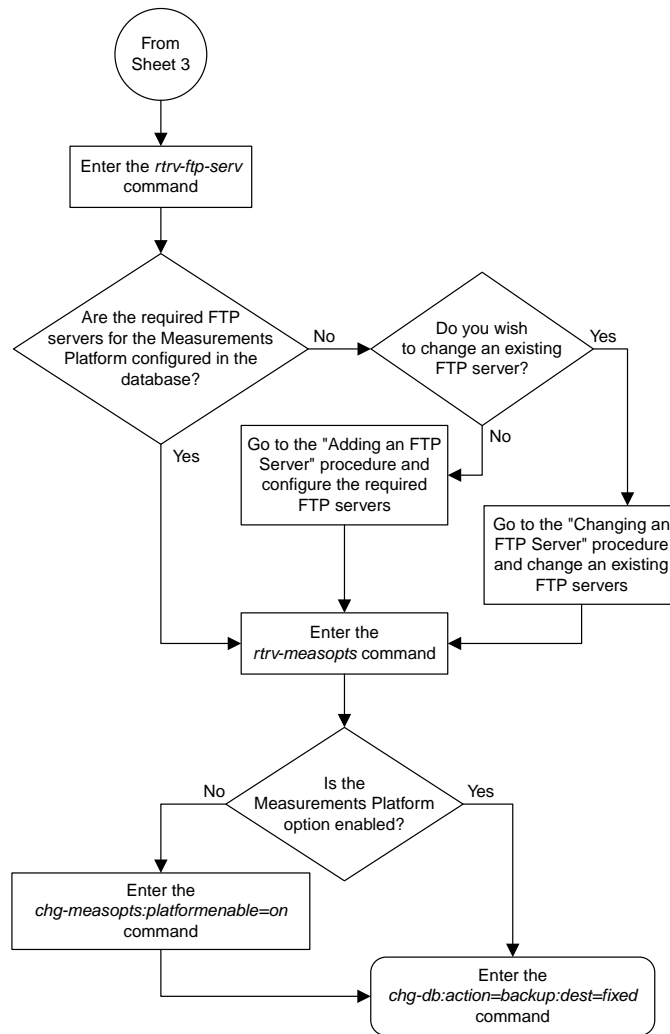 From
Sheet 3
Enter the rtrv-ftp-serv
command
Are the required FTP
servers for the Measurements
Platform configured in the
database?
No
Yes
Do you wish
to change an existing
FTP server?
Yes
No
Go to the "Adding an FTP
Server" procedure and
configure the required
FTP servers
Go to the "Changing an
FTP Server" procedure
and change an existing
FTP servers
Enter the
rtrv-measopts command
Is the
Measurements Platform
option enabled?
No
Yes
Enter the
chg-measopts:platformenable=on
command
Enter the
chg-db:action=backup:dest=fixed
command